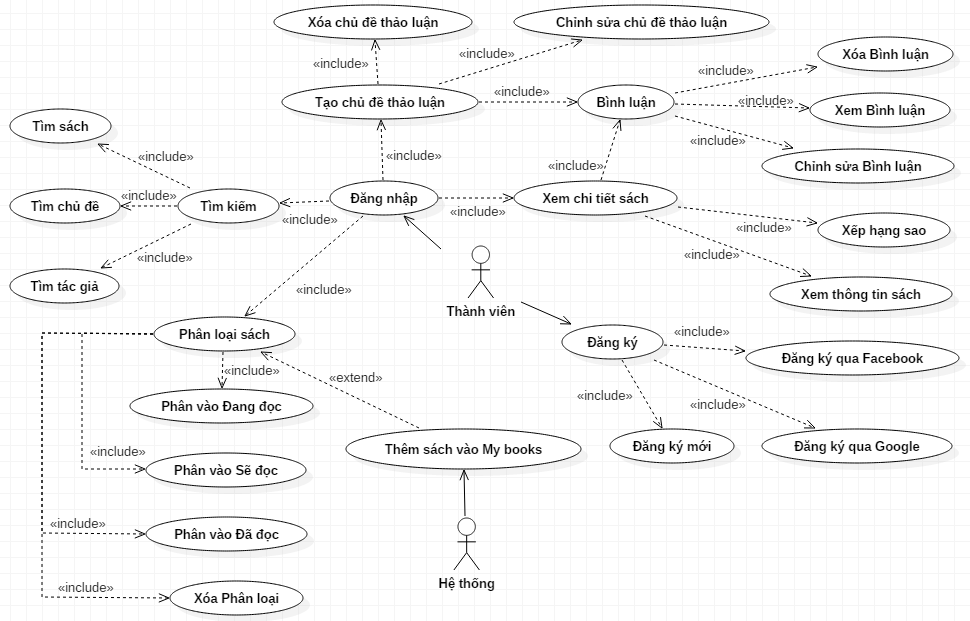 Xóa chủ đề thảo luận
Chỉnh sửa chủ đề thảo luận
«include»
«include»
Xóa Bình luận
«include»
Tạo chủ đề thảo luận
«include»
Bình luận
«include»
Xem Bình luận
Tìm sách
«include»
«include»
«include»
«include»
Chỉnh sửa Bình luận
Tìm chủ đề
«include»
Tìm kiếm
Đăng nhập
«include»
Xem chi tiết sách
«include»
«include»
Xếp hạng sao
«include»
«include»
Tìm tác giả
«include»
Xem thông tin sách
Thành viên
Phân loại sách
Đăng ký
«include»
Đăng ký qua Facebook
«include»
«extend»
«include»
«include»
Phân vào Đang đọc
Thêm sách vào My books
Đăng ký mới
Đăng ký qua Google
«include»
Phân vào Sẽ đọc
«include»
Phân vào Đã đọc
Hệ thống
«include»
Xóa Phân loại